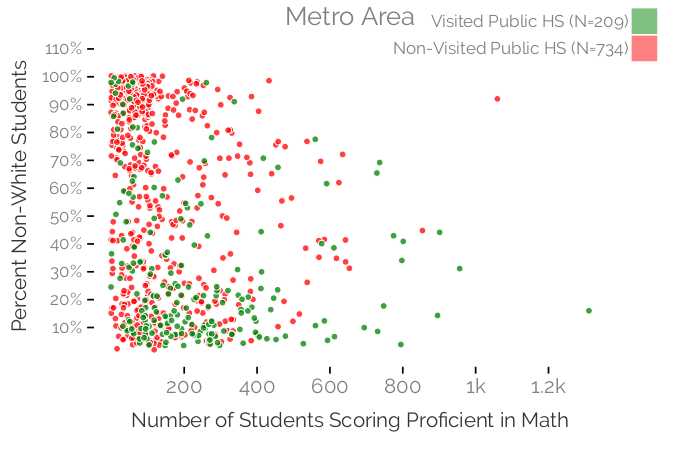 Metro Area
Visited Public HS (N=209)
Non-Visited Public HS (N=734)
Percent Non-White Students
110%
100%
90%
80%
70%
60%
50%
40%
30%
20%
10%
200 400 600 800 1k 1.2k
Number of Students Scoring Proficient in Math